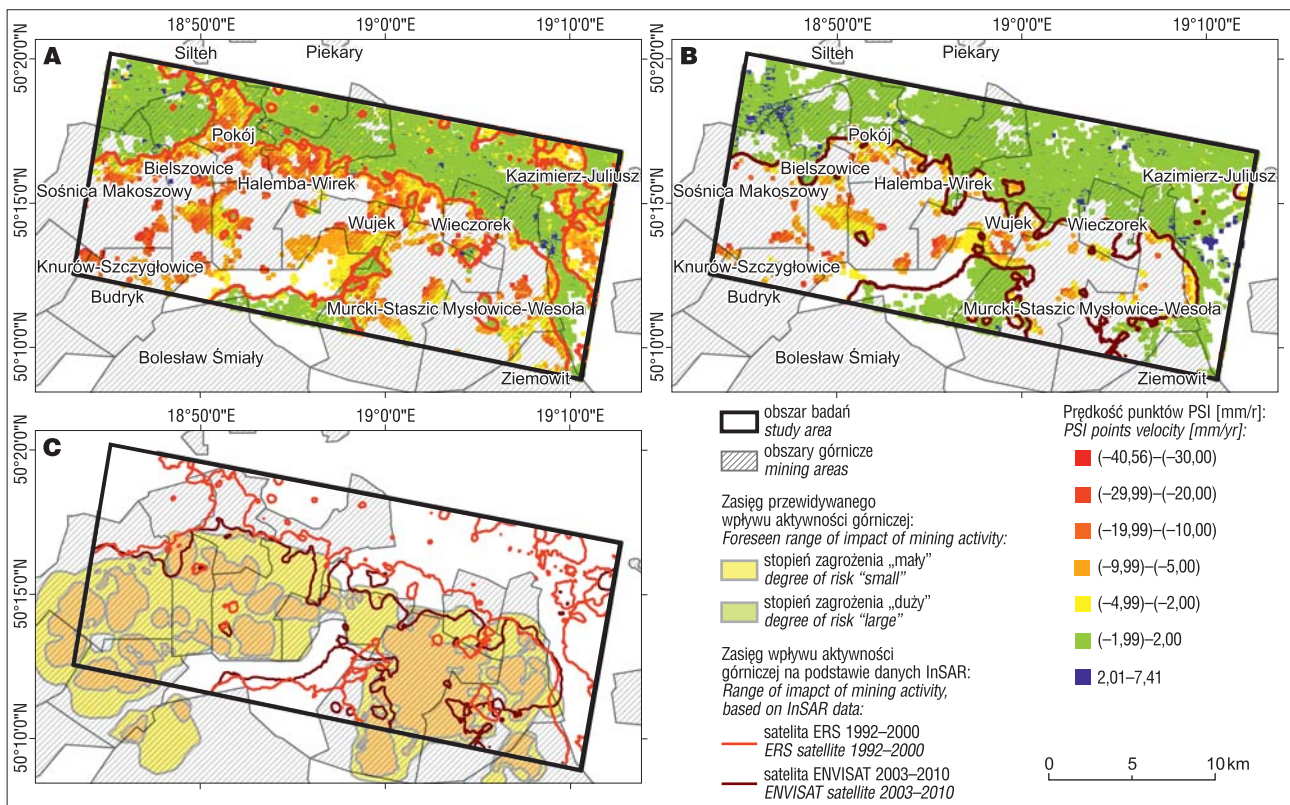 18°50'0"E 19°0'0"E 19°10'0"E
50°20'0"N
50°15'0"N
50°10'0"N
A
Silteh
Piekary
Pokój
Bielszowice
Halemba-Wirek
Kazimierz-Juliusz
Sośnica Makoszowy
Wujek
Wieczorek
Knurów-Szczygłowice
Budryk
Murcki-Staszic Mysłowice-Wesoła
Bolesław Śmiały
Ziemowit
18°50'0"E 19°0'0"E 19°10'0"E
50°20'0"N
50°15'0"N
50°10'0"N
B
Silteh
Piekary
Pokój
Bielszowice
Halemba-Wirek
Kazimierz-Juliusz
Sośnica Makoszowy
Wujek
Wieczorek
Knurów-Szczygłowice
Budryk
Murcki-Staszic Mysłowice-Wesoła
Bolesław Śmiały
Ziemowit
18°50'0"E 19°0'0"E 19°10'0"E
50°20'0"N
50°15'0"N
50°10'0"N
C
obszar badań
study area
obszary górnicze
mining areas
Zasięg przewidywanego
wpływu aktywności górniczej:
Foreseen range of impact of mining activity:
stopień zagrożenia „mały”
degree of risk “small”
stopień zagrożenia „duży”
degree of risk “large”
Zasięg wpływu aktywności
górniczej na podstawie danych InSAR:
Range of imapct of mining activity,
based on InSAR data:
satelita ERS 1992–2000
ERS satellite 1992–2000
satelita ENVISAT 2003–2010
ENVISAT satellite 2003–2010
Prędkość punktów PSI [mm/r]:
PSI points velocity [mm/yr]:
(–40,56)–(–30,00)
(–29,99)–(–20,00)
(–19,99)–(–10,00)
(–9,99)–(–5,00)
(–4,99)–(–2,00)
(–1,99)–2,00
2,01–7,41
0 5 10 km